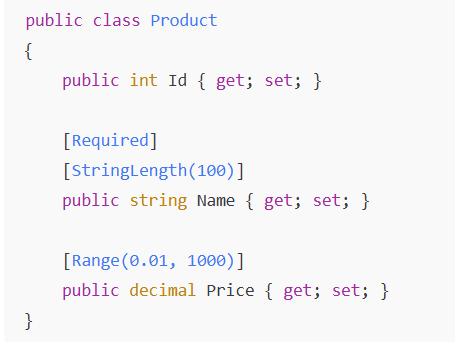 public class Product
{
    public int Id { get; set; }

    [Required]
    [StringLength(100)]
    public string Name { get; set; }

    [Range(0.01, 1000)]
    public decimal Price { get; set; }
}